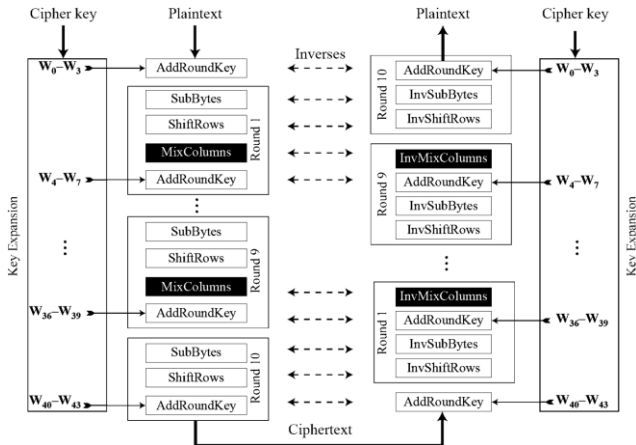 Cipher key
Plaintext
Plaintext
Cipher key
W0–W3
AddRoundKey
Inverses
AddRoundKey
W0–W3
SubBytes
InvSubBytes
ShiftRows
InvShiftRows
Round 10
MixColumns
Round 1
InvMixColumns
W4–W7
AddRoundKey
AddRoundKey
W4–W7
...
InvSubBytes
SubBytes
InvShiftRows
Round 9
Key Expansion
...
ShiftRows
...
...
Key Expansion
MixColumns
Round 9
InvMixColumns
W36–W39
AddRoundKey
AddRoundKey
W36–W39
SubBytes
InvSubBytes
Round 1
ShiftRows
Round 10
InvShiftRows
W40–W43
AddRoundKey
AddRoundKey
W40–W43
Ciphertext